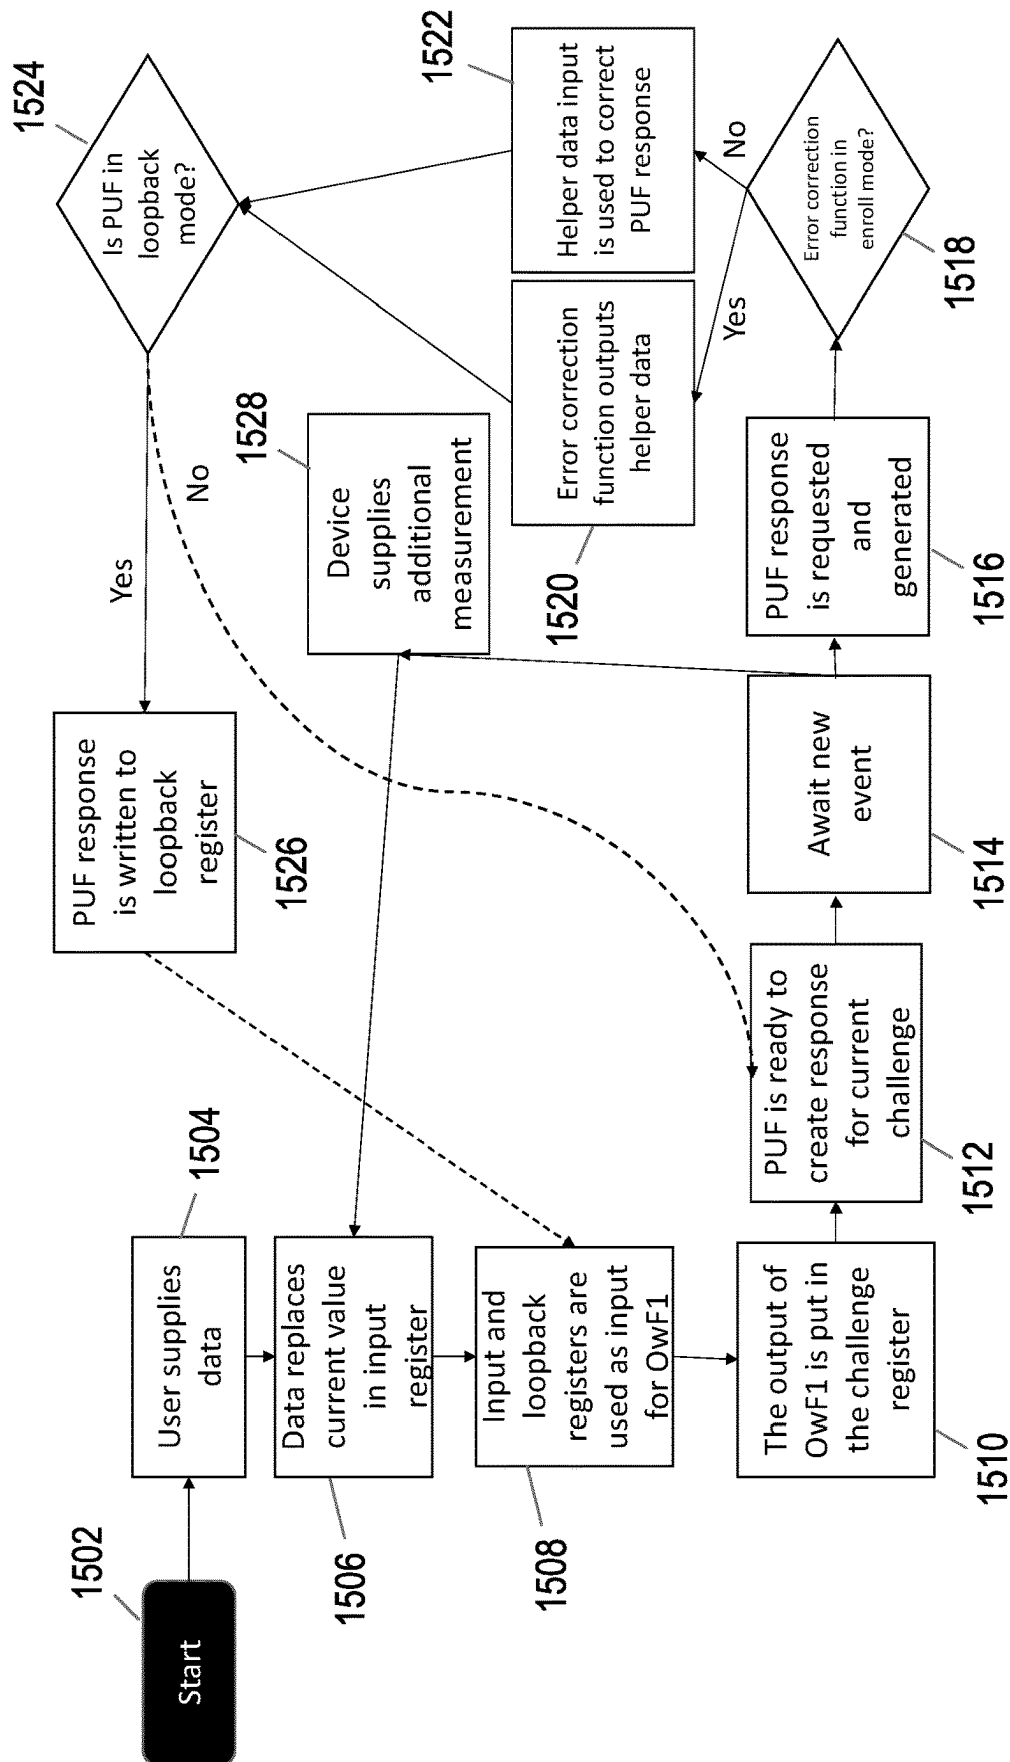 1502
Start
1504
User supplies
data
1506
Data replaces
current value
in input
register
1508
Input and
loopback
registers are
used as input
for OwF1
1510
The output of
OwF1 is put in
the challenge
register
1512
PUF is ready to
create response
for current
challenge
1514
Await new
event
1516
PUF response
is requested
and
generated
1518
Error correction
function in
enroll mode?
Yes
No
1520
Error correction
function outputs
helper data
1522
Helper data input
is used to correct
PUF response
1524
Is PUF in
loopback
mode?
Yes
No
1526
PUF response
is written to
loopback
register
1528
Device
supplies
additional
measurement